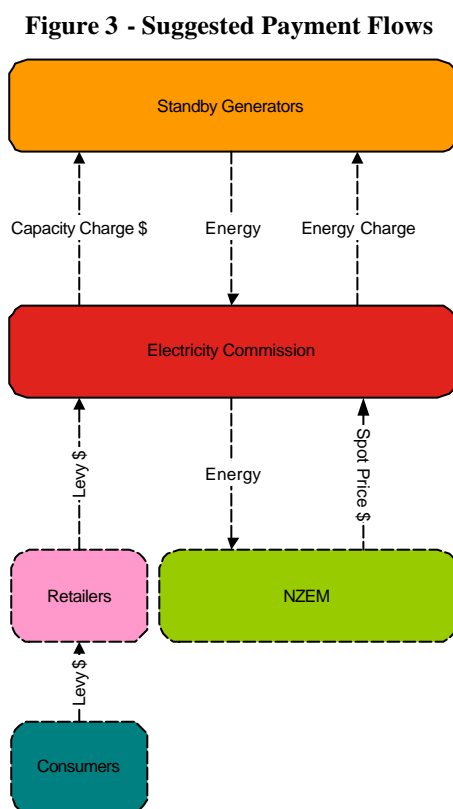 Figure 3 - Suggested Payment Flows
Standby Generators
Capacity Charge $
Energy
Energy Charge
Electricity Commission
Levy $
Energy
Spot Price $
Retailers
NZEM
Levy $
Consumers